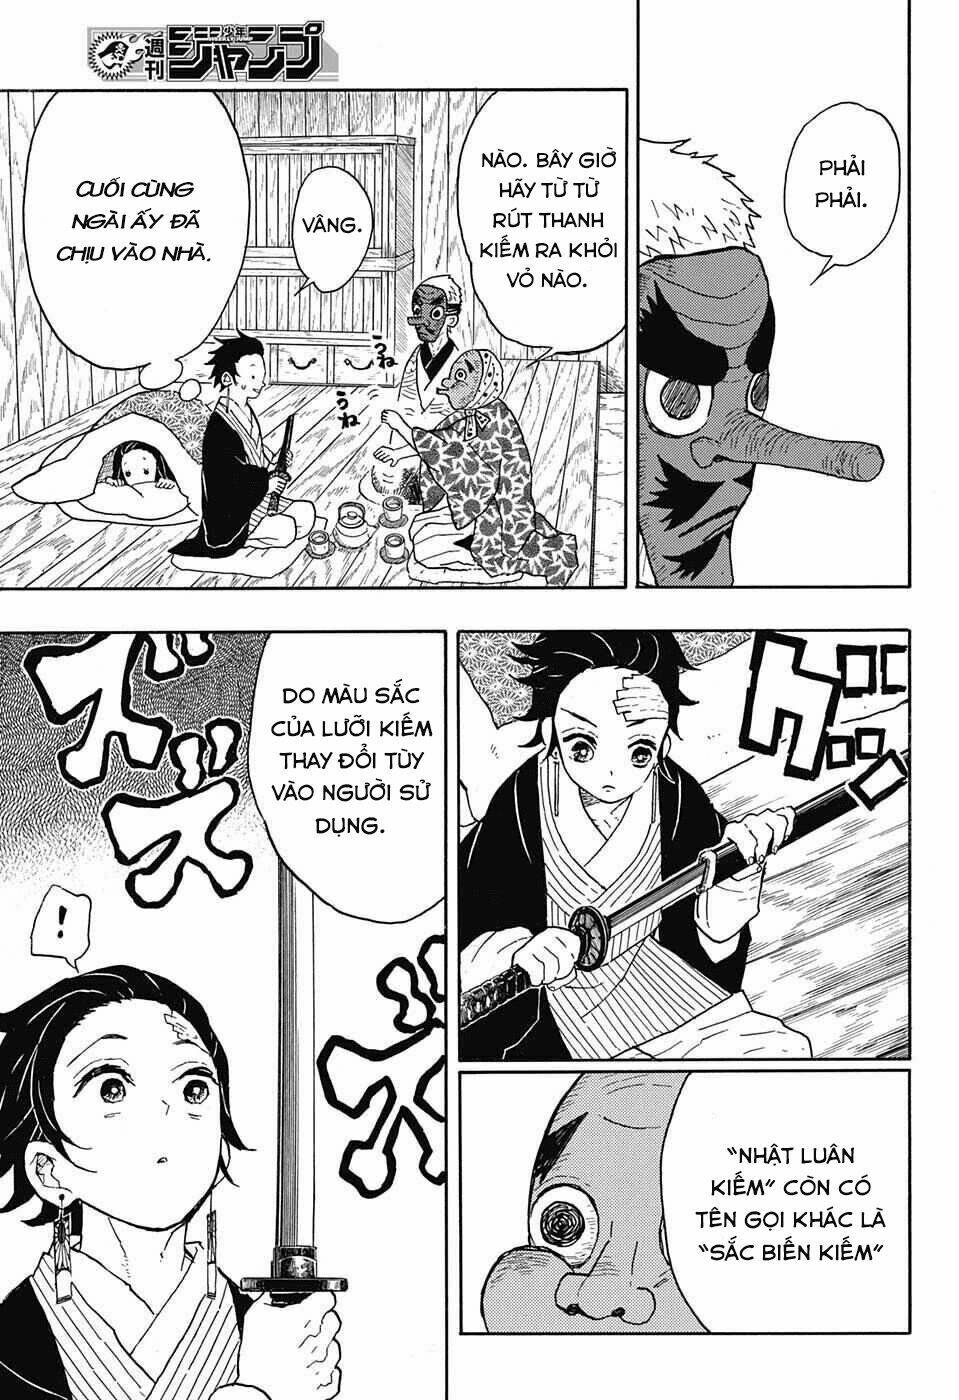 週刊
少年
ジャンプ
PHẢI
PHẢI.
NÀO. BÂY GIỜ
HÃY TỪ TỪ
RÚT THANH
KIẾM RA KHỎI
VỎ NÀO.
VÂNG.
CUỐI CÙNG
NGÀI ẤY ĐÃ
CHỊU VÀO NHÀ.
うね
うね
ズズズ
DO MÀU SẮC
CỦA LƯỠI KIẾM
THAY ĐỔI TÙY
VÀO NGƯỜI SỬ
DỤNG.
!
“NHẬT LUÂN
KIẾM” CÒN CÓ
TÊN GỌI KHÁC LÀ
“SẮC BIẾN KIẾM”